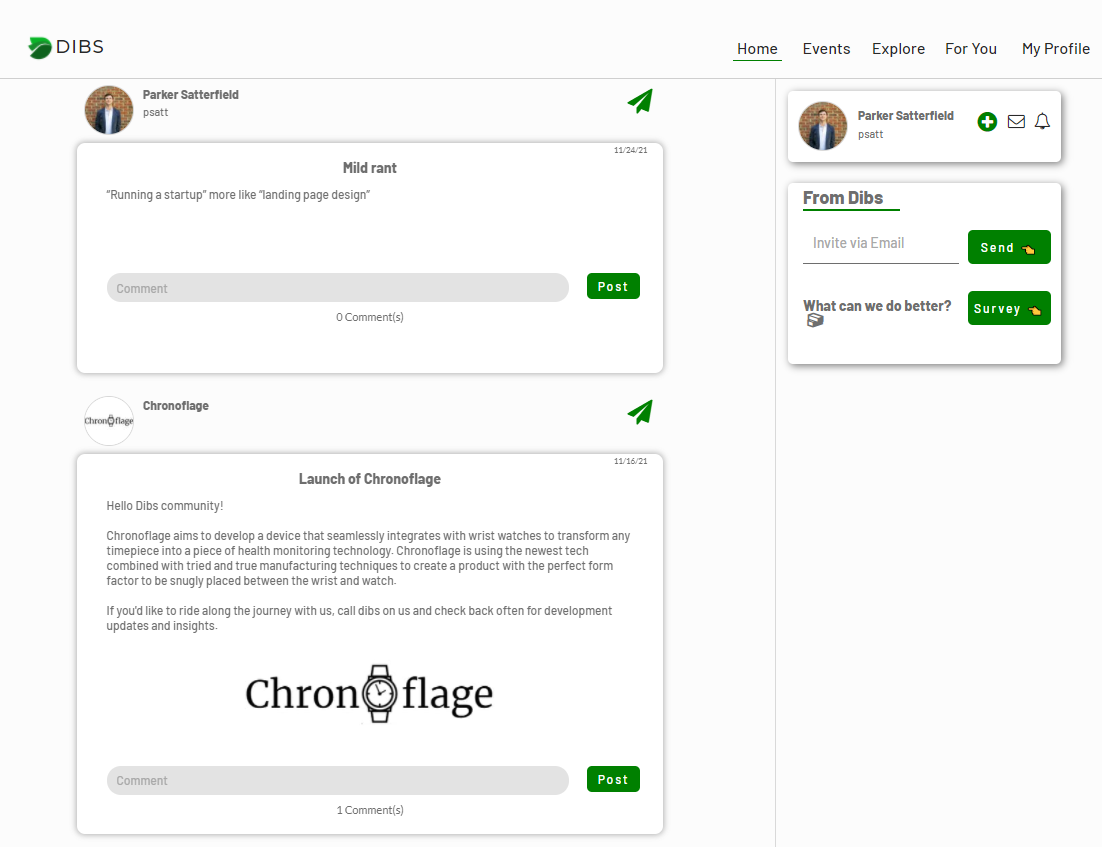 DIBS
Home Events Explore For You My Profile
Parker Satterfield
psatt
11/24/21
Mild rant
“Running a startup” more like “landing page design”
Comment
Post
0 Comment(s)
Chronoflage
Chronoflage
11/16/21
Launch of Chronoflage
Hello Dibs community!
Chronoflage aims to develop a device that seamlessly integrates with wrist watches to transform any
timepiece into a piece of health monitoring technology. Chronoflage is using the newest tech
combined with tried and true manufacturing techniques to create a product with the perfect form
factor to be snugly placed between the wrist and watch.
If you'd like to ride along the journey with us, call dibs on us and check back often for development
updates and insights.
Chronoflage
Comment
Post
1 Comment(s)
Parker Satterfield
psatt
From Dibs
Invite via Email
Send 👈
What can we do better?
Survey 👈
🗳